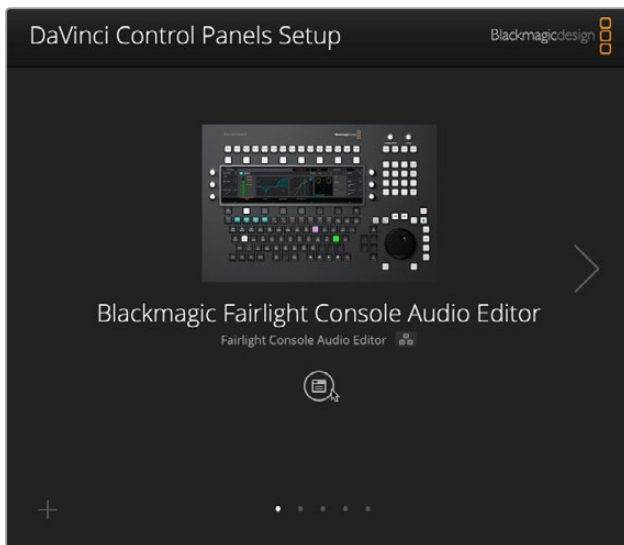 DaVinci Control Panels Setup
Blackmagicdesign
Blackmagic Fairlight Console Audio Editor
Fairlight Console Audio Editor